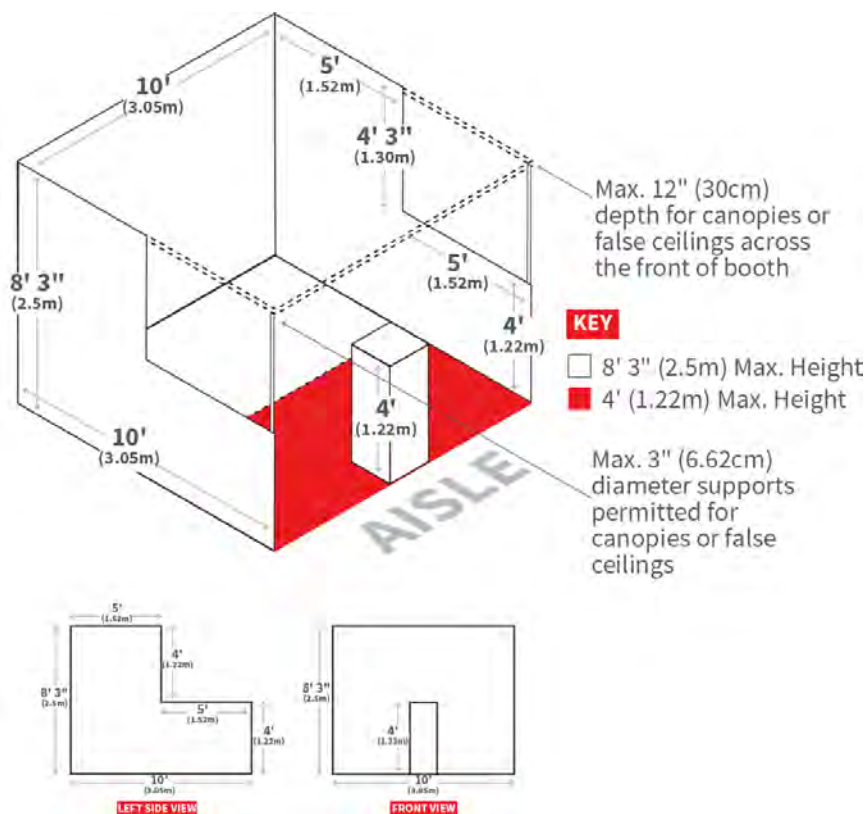 10'
(3.05m)
5'
(1.52m)
4' 3"
(1.30m)
8' 3"
(2.5m)
5'
(1.52m)
4'
(1.22m)
4'
(1.22m)
10'
(3.05m)
AISLE
Max. 12" (30cm)
depth for canopies or
false ceilings across
the front of booth
KEY
8' 3" (2.5m) Max. Height
4' (1.22m) Max. Height
Max. 3" (6.62cm)
diameter supports
permitted for
canopies or false
ceilings
5'
(1.52m)
4'
(1.22m)
8' 3"
(2.5m)
5'
(1.52m)
4'
(1.22m)
10'
(3.05m)
LEFT SIDE VIEW
8' 3"
(2.5m)
4'
(1.22m)
10'
(3.05m)
FRONT VIEW